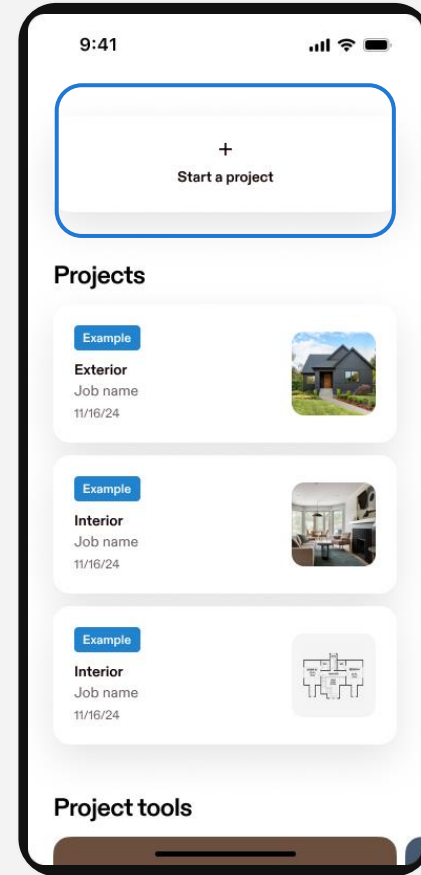 9:41
+
Start a project
Projects
Example
Exterior
Job name
11/16/24
Example
Interior
Job name
11/16/24
Example
Interior
Job name
11/16/24
Project tools